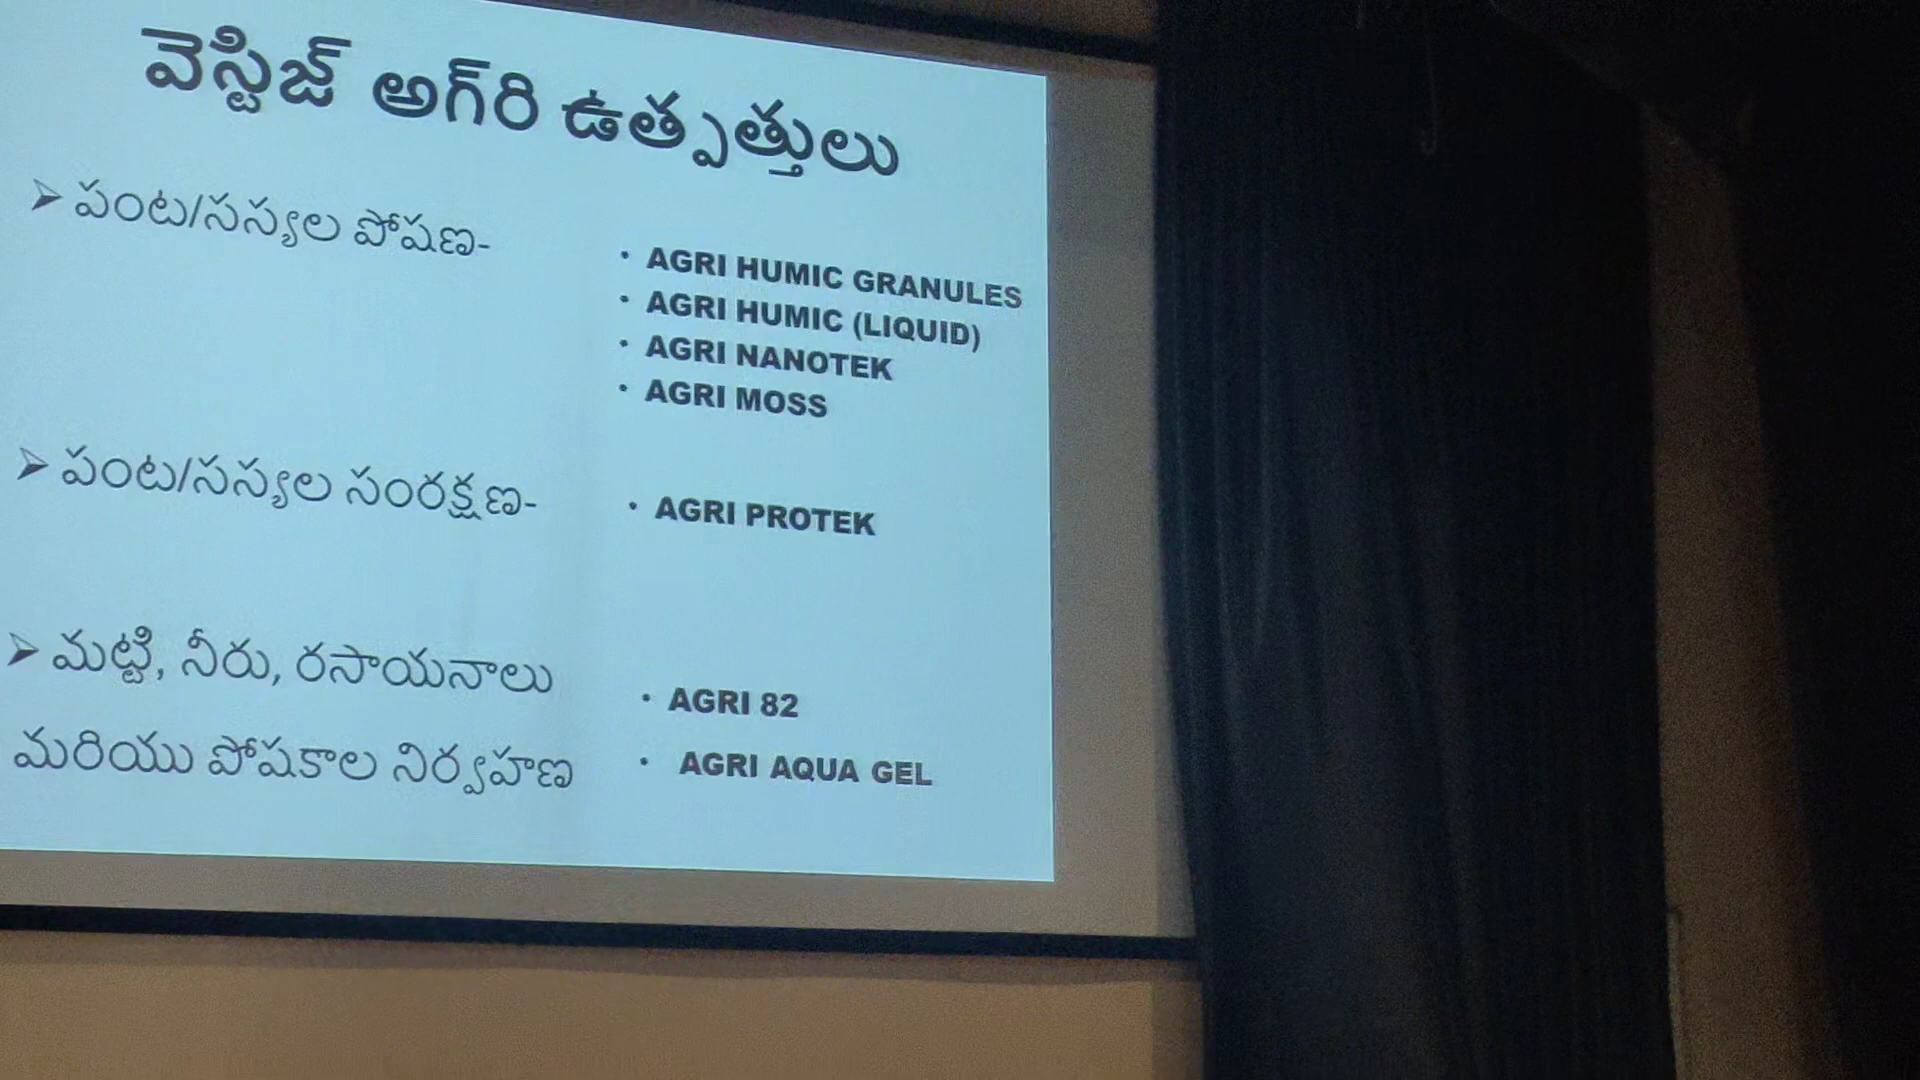 వెస్టిజ్ అగ్‌రి ఉత్పత్తులు
➢ పంట/సస్యల పోషణ-
• AGRI HUMIC GRANULES
• AGRI HUMIC (LIQUID)
• AGRI NANOTEK
• AGRI MOSS
➢ పంట/సస్యల సంరక్షణ-
• AGRI PROTEK
➢ మట్టి, నీరు, రసాయనాలు
మరియు పోషకాల నిర్వహణ
• AGRI 82
• AGRI AQUA GEL